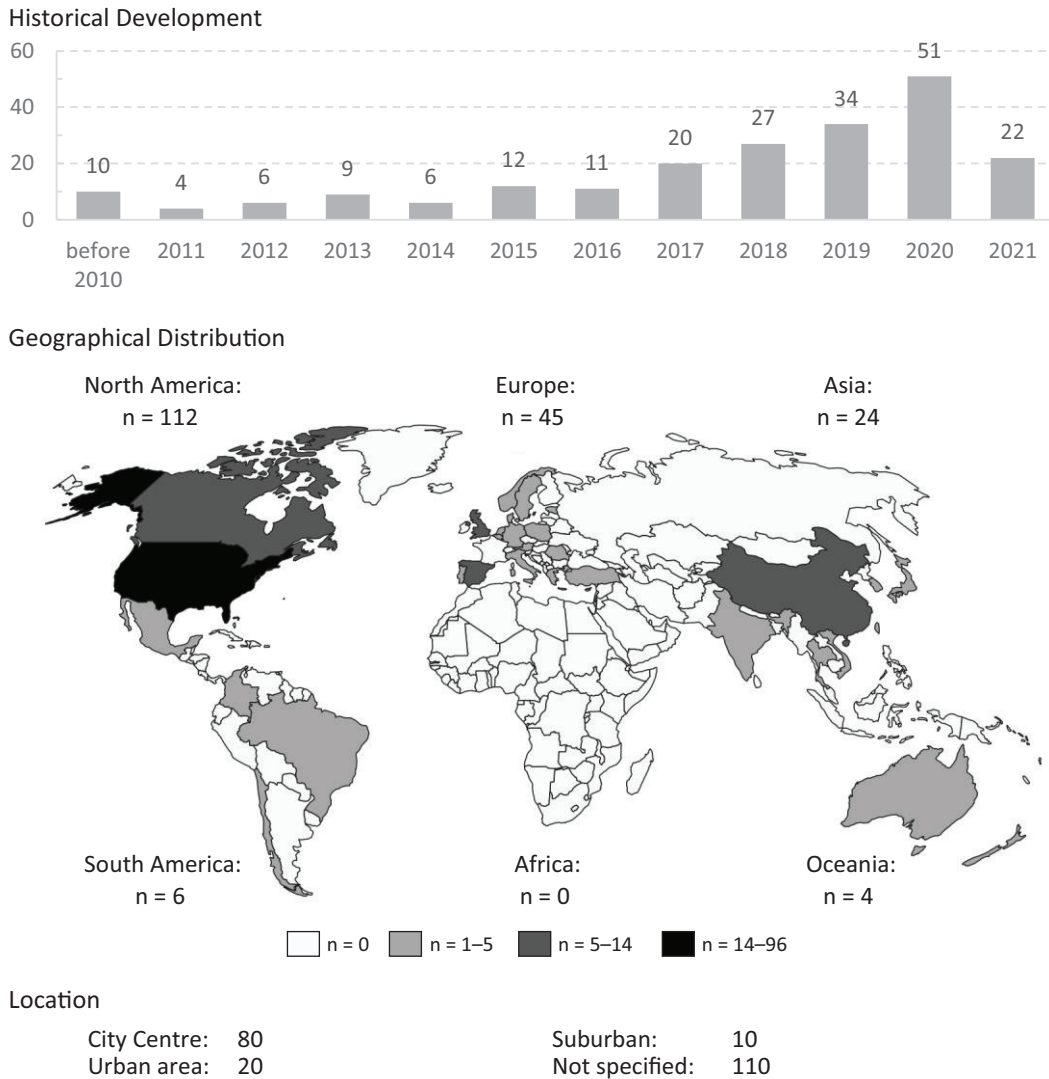 Historical Development
60
40
20
0
10
4
6
9
6
12
11
20
27
34
51
22
before 2010
2011
2012
2013
2014
2015
2016
2017
2018
2019
2020
2021
Geographical Distribution
North America:
n = 112
Europe:
n = 45
Asia:
n = 24
South America:
n = 6
Africa:
n = 0
Oceania:
n = 4
n = 0 n = 1–5 n = 5–14 n = 14–96
Location
City Centre: 80 Suburban: 10
Urban area: 20 Not specified: 110